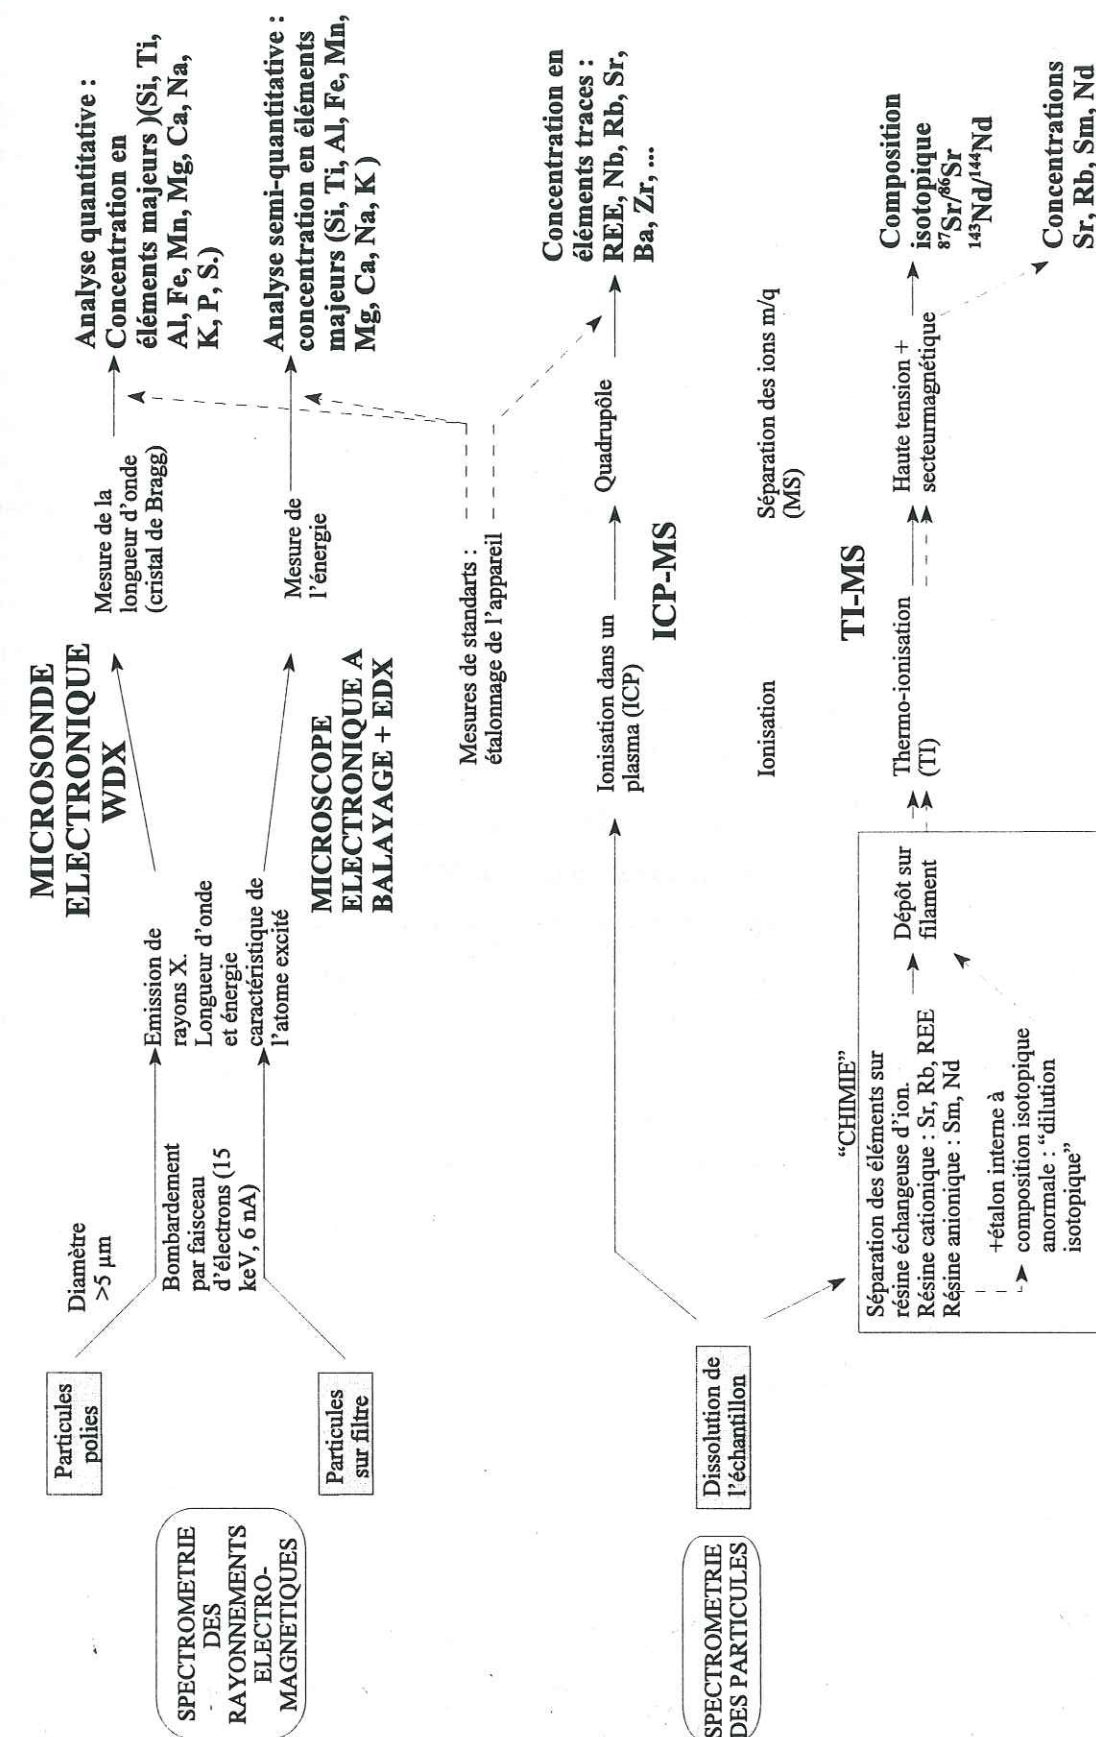 SPECTROMETRIE
DES
RAYONNEMENTS
ELECTRO-
MAGNETIQUES
Particules
polies
Particules
sur filtre
Diamètre
>5 µm
Bombardement
par faisceau
d'électrons (15
keV, 6 nA)
Emission de
rayons X.
Longueur d'onde
et énergie
caractéristique de
l'atome excité
MICROSONDE
ELECTRONIQUE
WDX
Mesure de la
longueur d'onde
(cristal de Bragg)
Analyse quantitative :
Concentration en
éléments majeurs )(Si, Ti,
Al, Fe, Mn, Mg, Ca, Na,
K, P, S.)
MICROSCOPE
ELECTRONIQUE A
BALAYAGE + EDX
Mesure de
l'énergie
Analyse semi-quantitative :
concentration en éléments
majeurs (Si, Ti, Al, Fe, Mn,
Mg, Ca, Na, K)
Mesures de standarts :
étalonnage de l'appareil
SPECTROMETRIE
DES PARTICULES
Dissolution de
l'échantillon
Ionisation dans un
plasma (ICP)
Quadrupôle
Concentration en
éléments traces :
REE, Nb, Rb, Sr,
Ba, Zr, ...
ICP-MS
Ionisation
Séparation des ions m/q
(MS)
TI-MS
"CHIMIE"
Séparation des éléments sur
résine échangeuse d'ion.
Résine cationique : Sr, Rb, REE
Résine anionique : Sm, Nd
+étalon interne à
composition isotopique
anormale : "dilution
isotopique"
Dépôt sur
filament
Thermo-ionisation
(TI)
Haute tension +
secteurmagnétique
Composition
isotopique
⁸⁷Sr/⁸⁶Sr
¹⁴³Nd/¹⁴⁴Nd
Concentrations
Sr, Rb, Sm, Nd